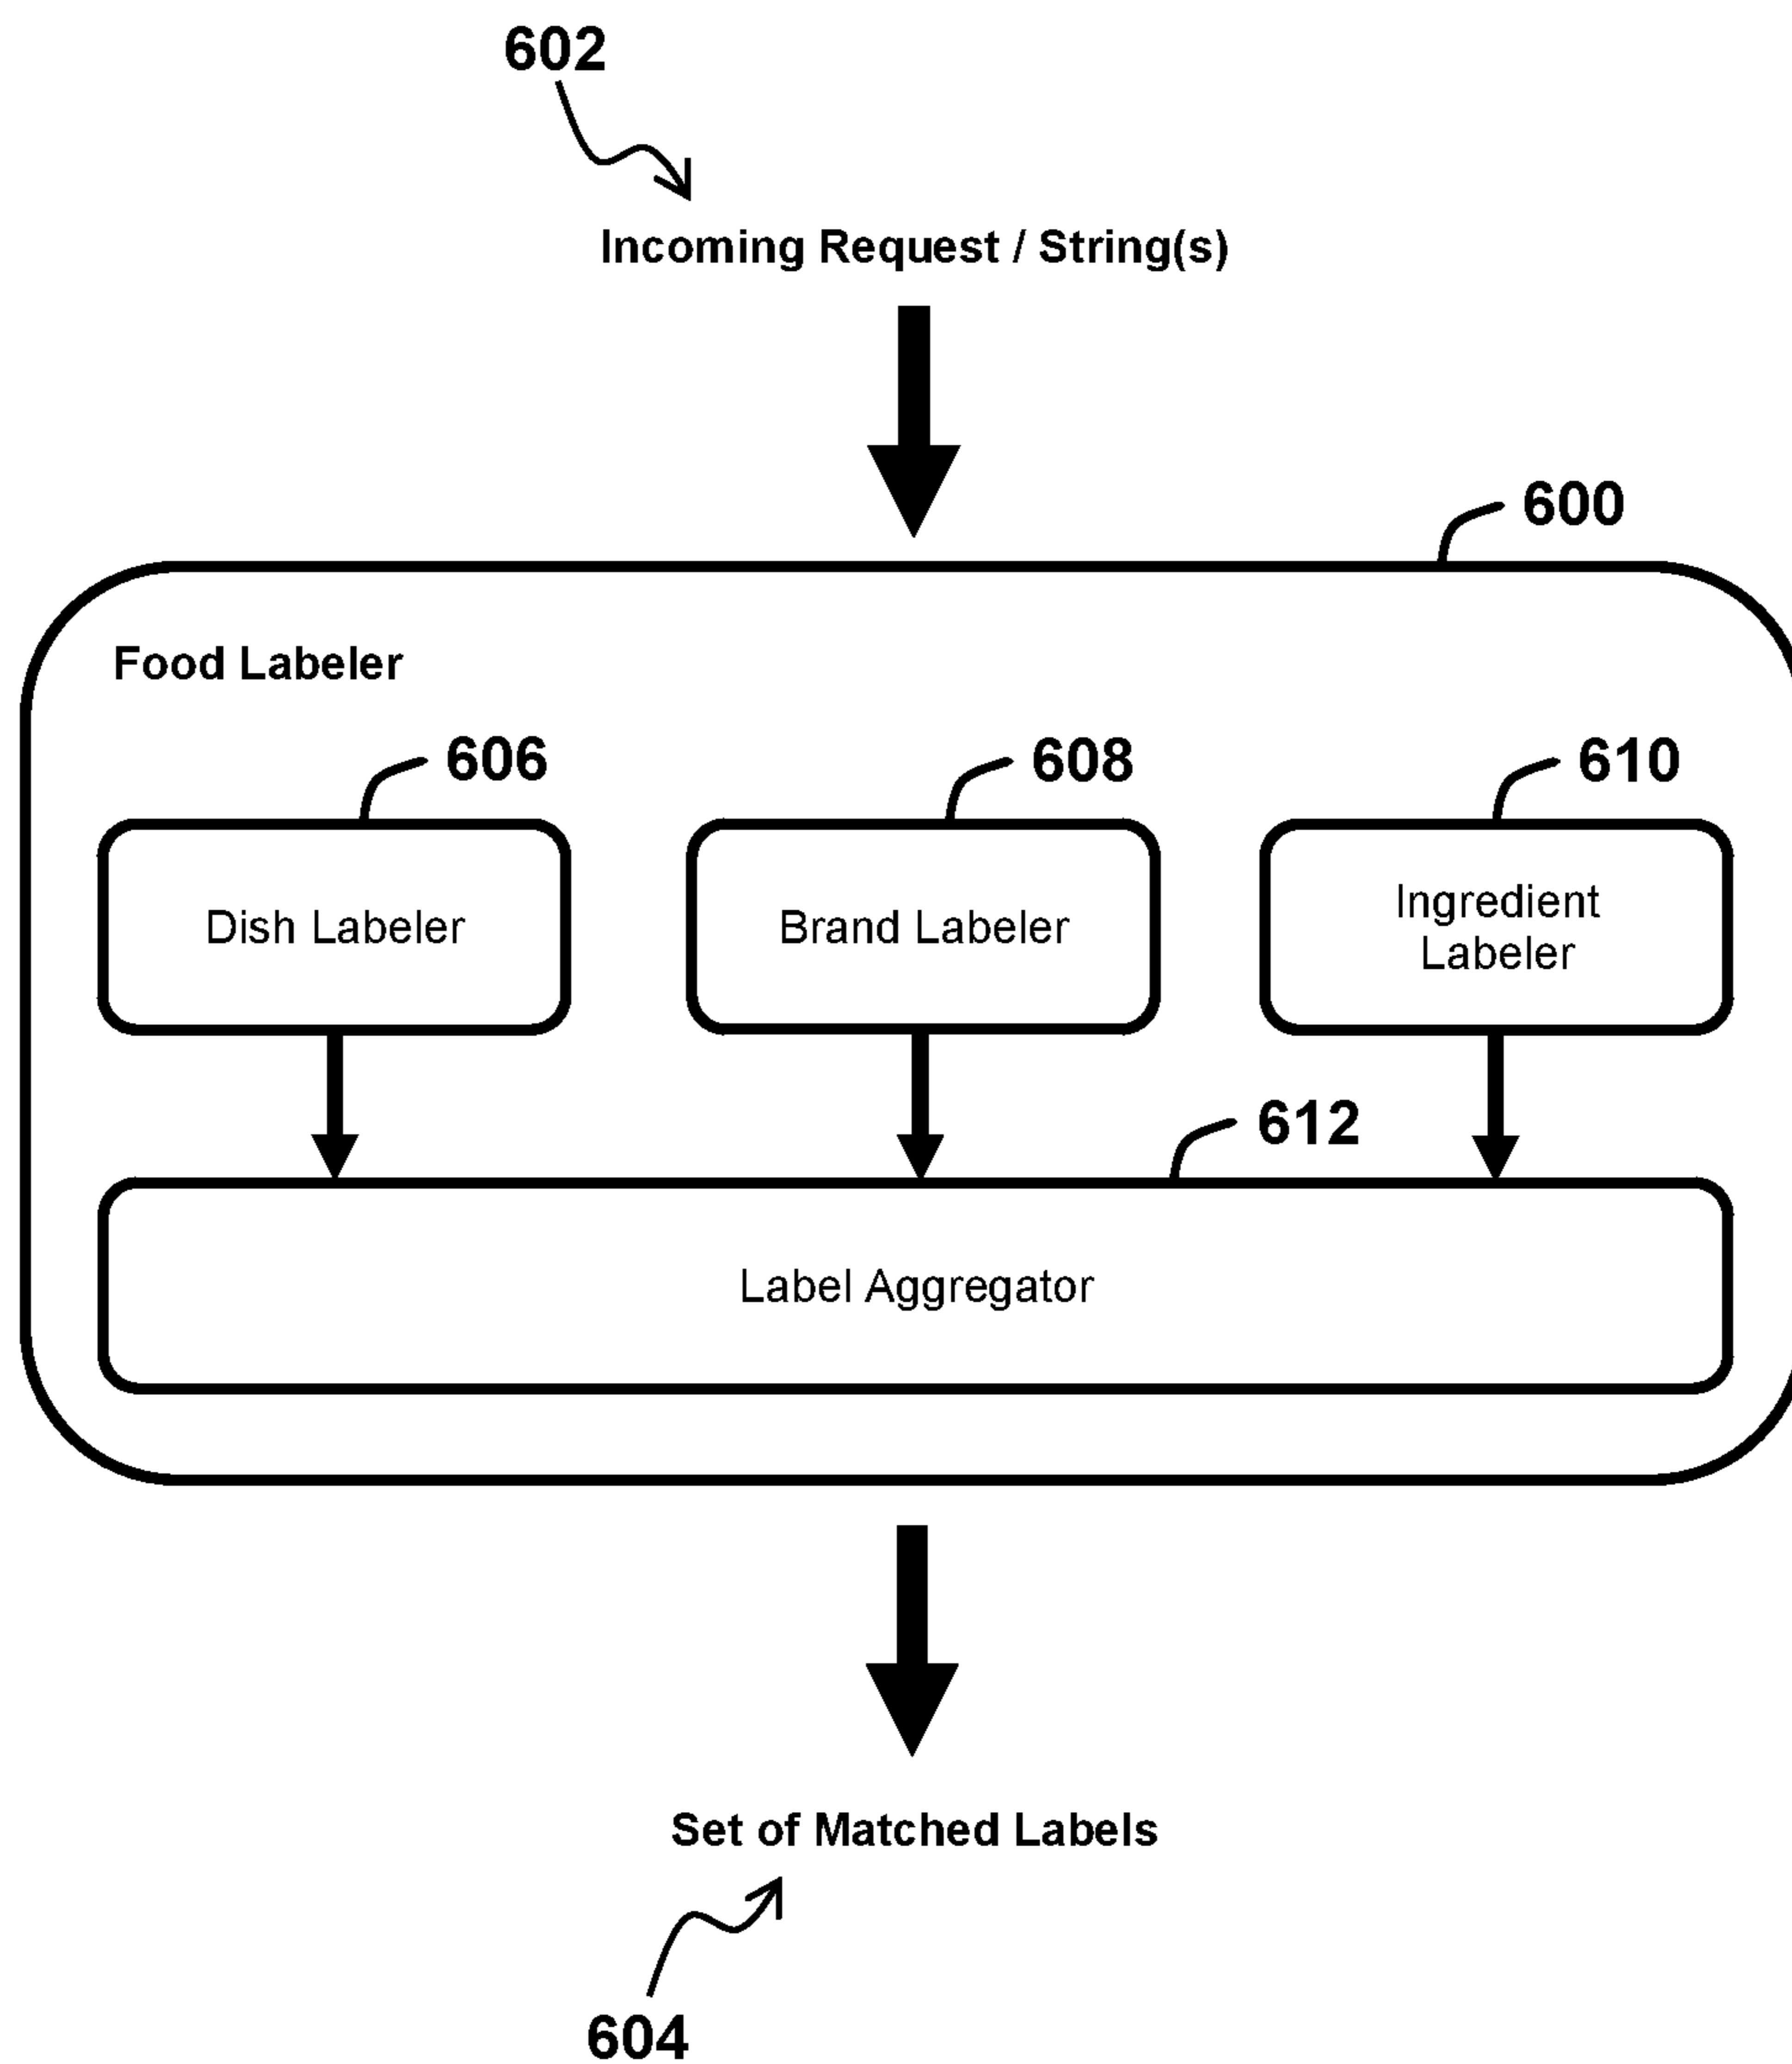 602
Incoming Request / String(s)
600
Food Labeler
606
608
610
Dish Labeler
Brand Labeler
Ingredient
Labeler
612
Label Aggregator
Set of Matched Labels
604